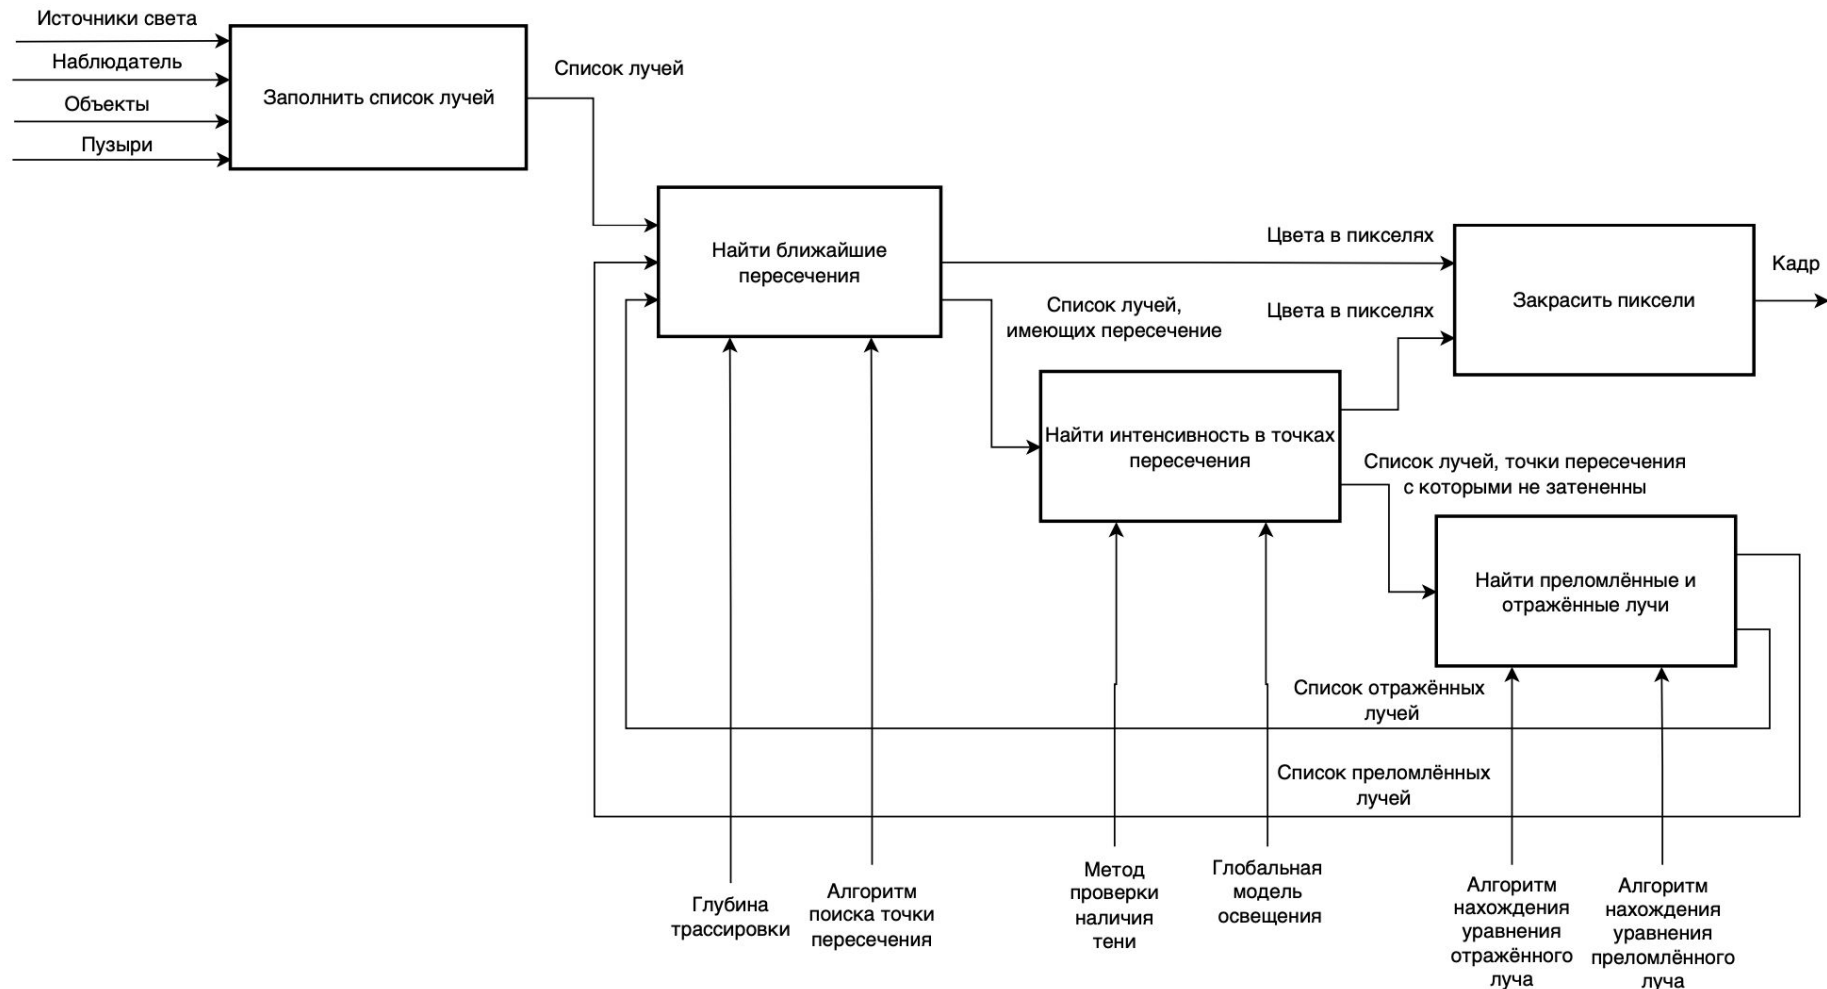 Источники света
Наблюдатель
Объекты
Пузыри
Заполнить список лучей
Список лучей
Найти ближайшие
пересечения
Цвета в пикселях
Список лучей,
имеющих пересечение
Цвета в пикселях
Закрасить пиксели
Кадр
Найти интенсивность в точках
пересечения
Список лучей, точки пересечения
с которыми не затененны
Найти преломлённые и
отражённые лучи
Список отражённых
лучей
Список преломлённых
лучей
Глубина
трассировки
Алгоритм
поиска точки
пересечения
Метод
проверки
наличия
тени
Глобальная
модель
освещения
Алгоритм
нахождения
уравнения
отражённого
луча
Алгоритм
нахождения
уравнения
преломлённого
луча